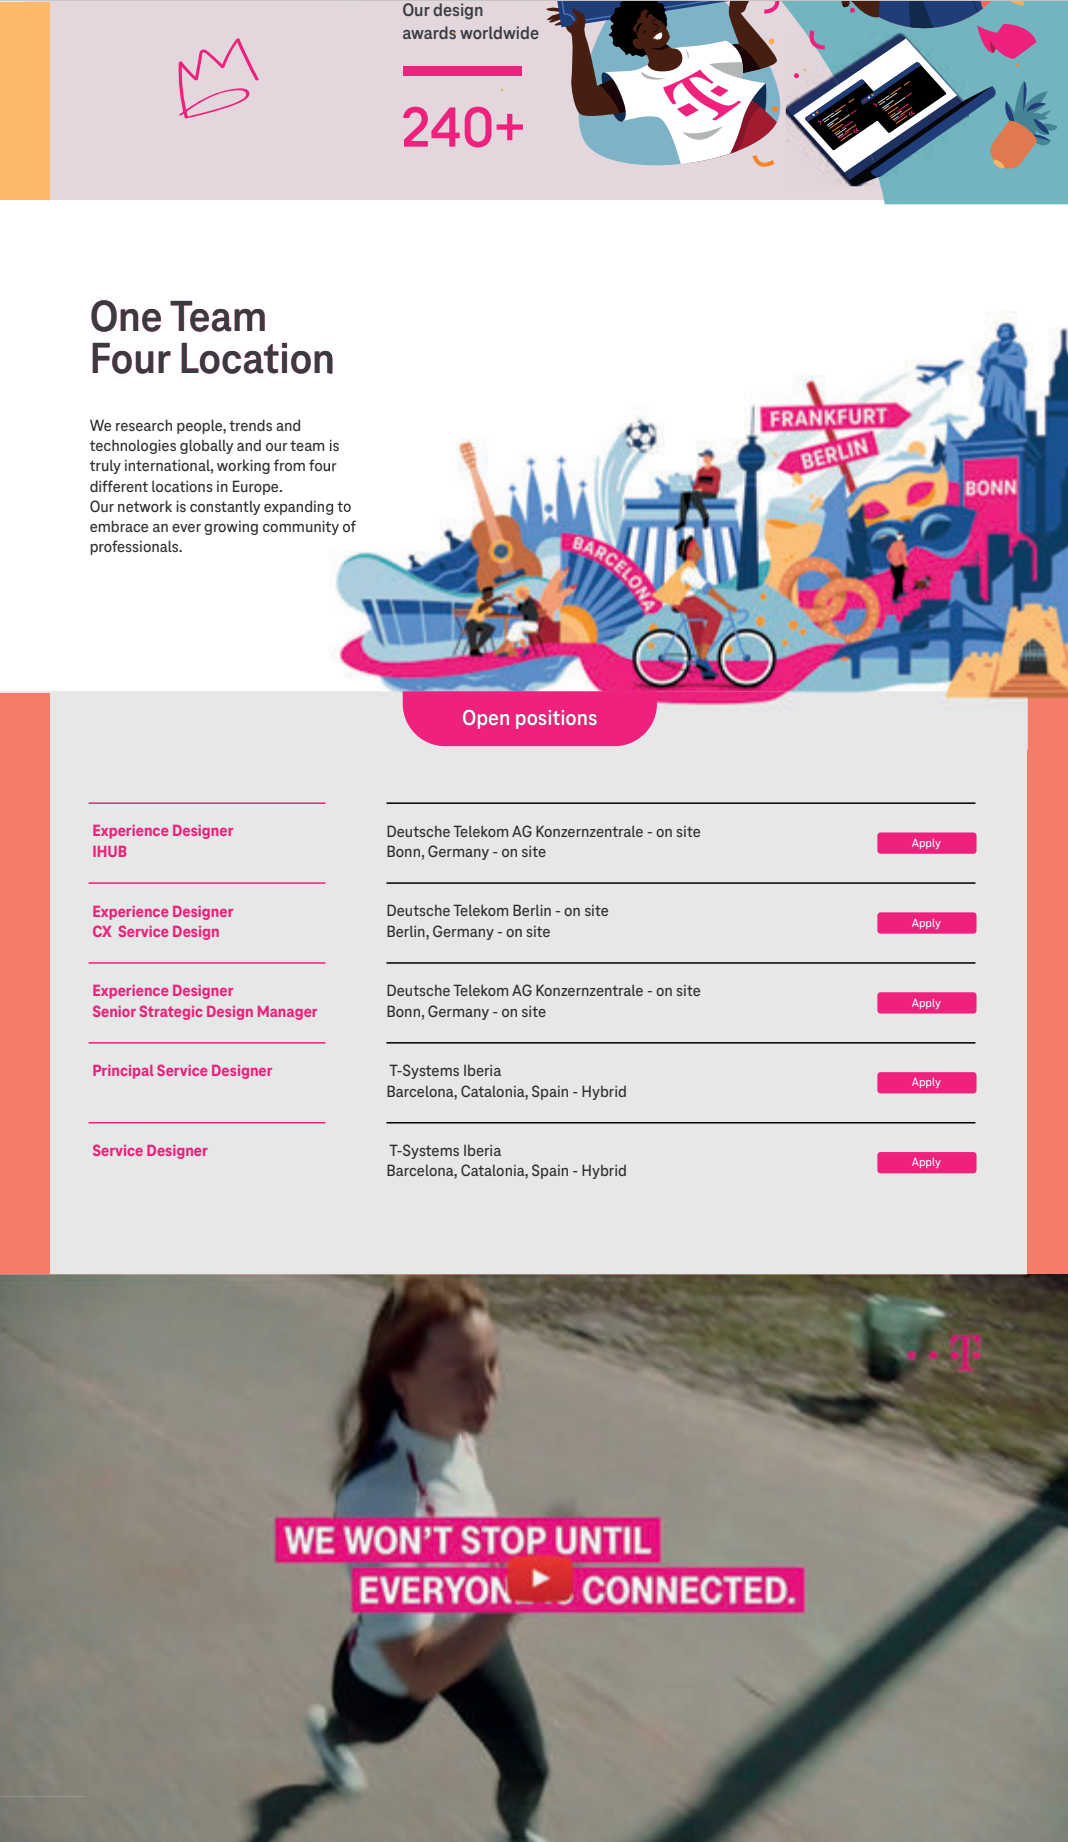 Our design
awards worldwide
240+
One Team
Four Location
We research people, trends and
technologies globally and our team is
truly international, working from four
different locations in Europe.
Our network is constantly expanding to
embrace an ever growing community of
professionals.
FRANKFURT
BERLIN
BONN
BARCELONA
Open positions
Experience Designer
IHUB
Deutsche Telekom AG Konzernzentrale - on site
Bonn, Germany - on site
Apply
Experience Designer
CX  Service Design
Deutsche Telekom Berlin - on site
Berlin, Germany - on site
Apply
Experience Designer
Senior Strategic Design Manager
Deutsche Telekom AG Konzernzentrale - on site
Bonn, Germany - on site
Apply
Principal Service Designer
T-Systems Iberia
Barcelona, Catalonia, Spain - Hybrid
Apply
Service Designer
T-Systems Iberia
Barcelona, Catalonia, Spain - Hybrid
Apply
T
WE WON'T STOP UNTIL
CONNECTED.